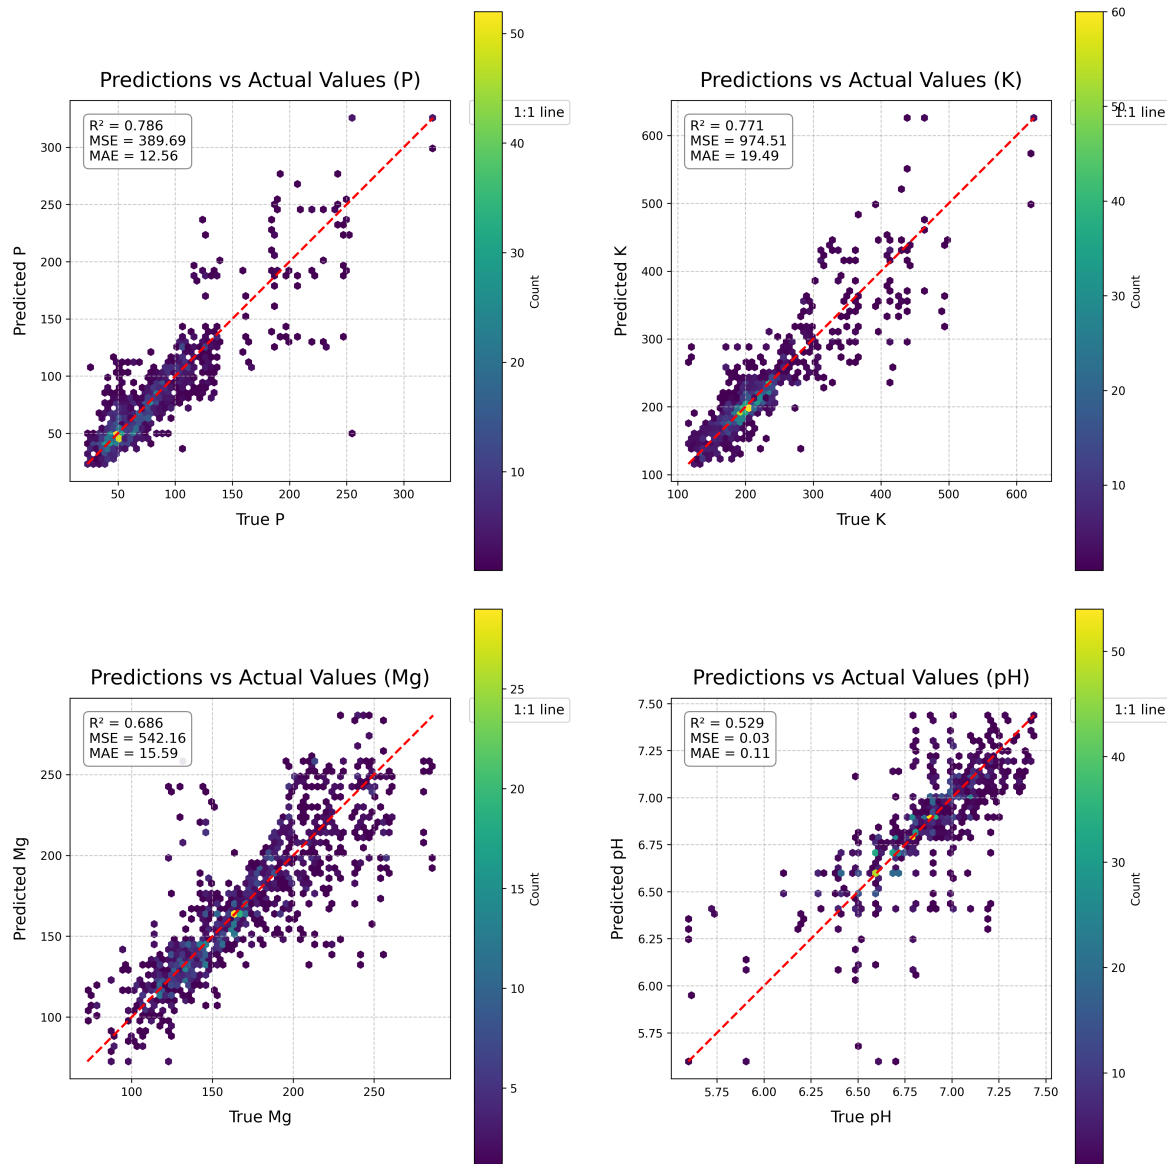 Predictions vs Actual Values (P)
R² = 0.786
MSE = 389.69
MAE = 12.56
1:1 line
300
250
200
150
100
50
50
100
150
200
250
300
True P
Predicted P
50
40
30
20
10
Count
Predictions vs Actual Values (K)
R² = 0.771
MSE = 974.51
MAE = 19.49
1:1 line
600
500
400
300
200
100
100
200
300
400
500
600
True K
Predicted K
60
50
40
30
20
10
Count
Predictions vs Actual Values (Mg)
R² = 0.686
MSE = 542.16
MAE = 15.59
1:1 line
250
200
150
100
100
150
200
250
True Mg
Predicted Mg
25
20
15
10
5
Count
Predictions vs Actual Values (pH)
R² = 0.529
MSE = 0.03
MAE = 0.11
1:1 line
7.50
7.25
7.00
6.75
6.50
6.25
6.00
5.75
5.75
6.00
6.25
6.50
6.75
7.00
7.25
7.50
True pH
Predicted pH
50
40
30
20
10
Count